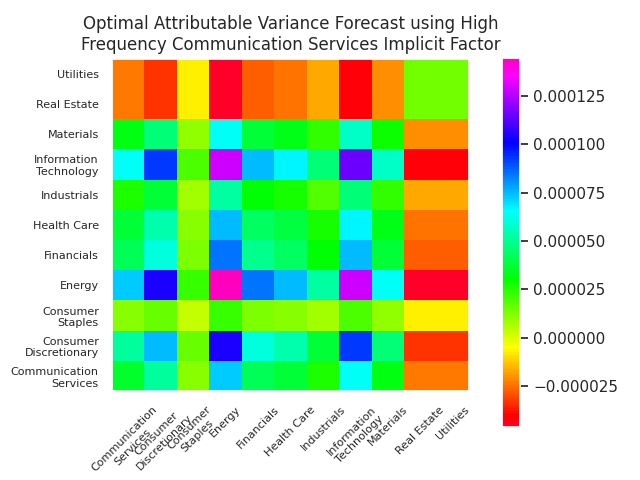 Optimal Attributable Variance Forecast using High
Frequency Communication Services Implicit Factor
Utilities
Real Estate
Materials
Information
Technology
Industrials
Health Care
Financials
Energy
Consumer
Staples
Consumer
Discretionary
Communication
Services
0.000125
0.000100
0.000075
0.000050
0.000025
0.000000
−0.000025
Communication
Services
Consumer
Discretionary
Consumer
Staples
Energy
Financials
Health Care
Industrials
Information
Technology
Materials
Real Estate
Utilities